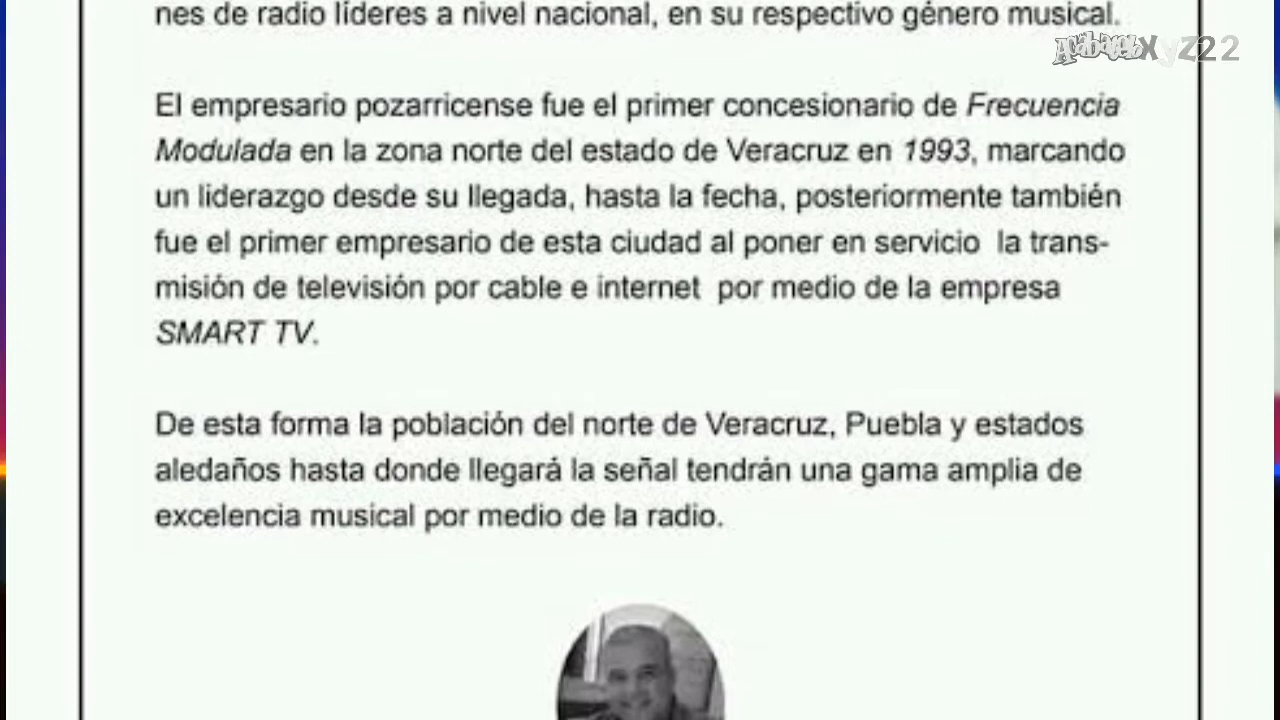 nes de radio líderes a nivel nacional, en su respectivo género musical.
AcabarebXyz22
El empresario pozarricense fue el primer concesionario de Frecuencia
Modulada en la zona norte del estado de Veracruz en 1993, marcando
un liderazgo desde su llegada, hasta la fecha, posteriormente también
fue el primer empresario de esta ciudad al poner en servicio  la trans-
misión de televisión por cable e internet  por medio de la empresa
SMART TV.
De esta forma la población del norte de Veracruz, Puebla y estados
aledaños hasta donde llegará la señal tendrán una gama amplia de
excelencia musical por medio de la radio.